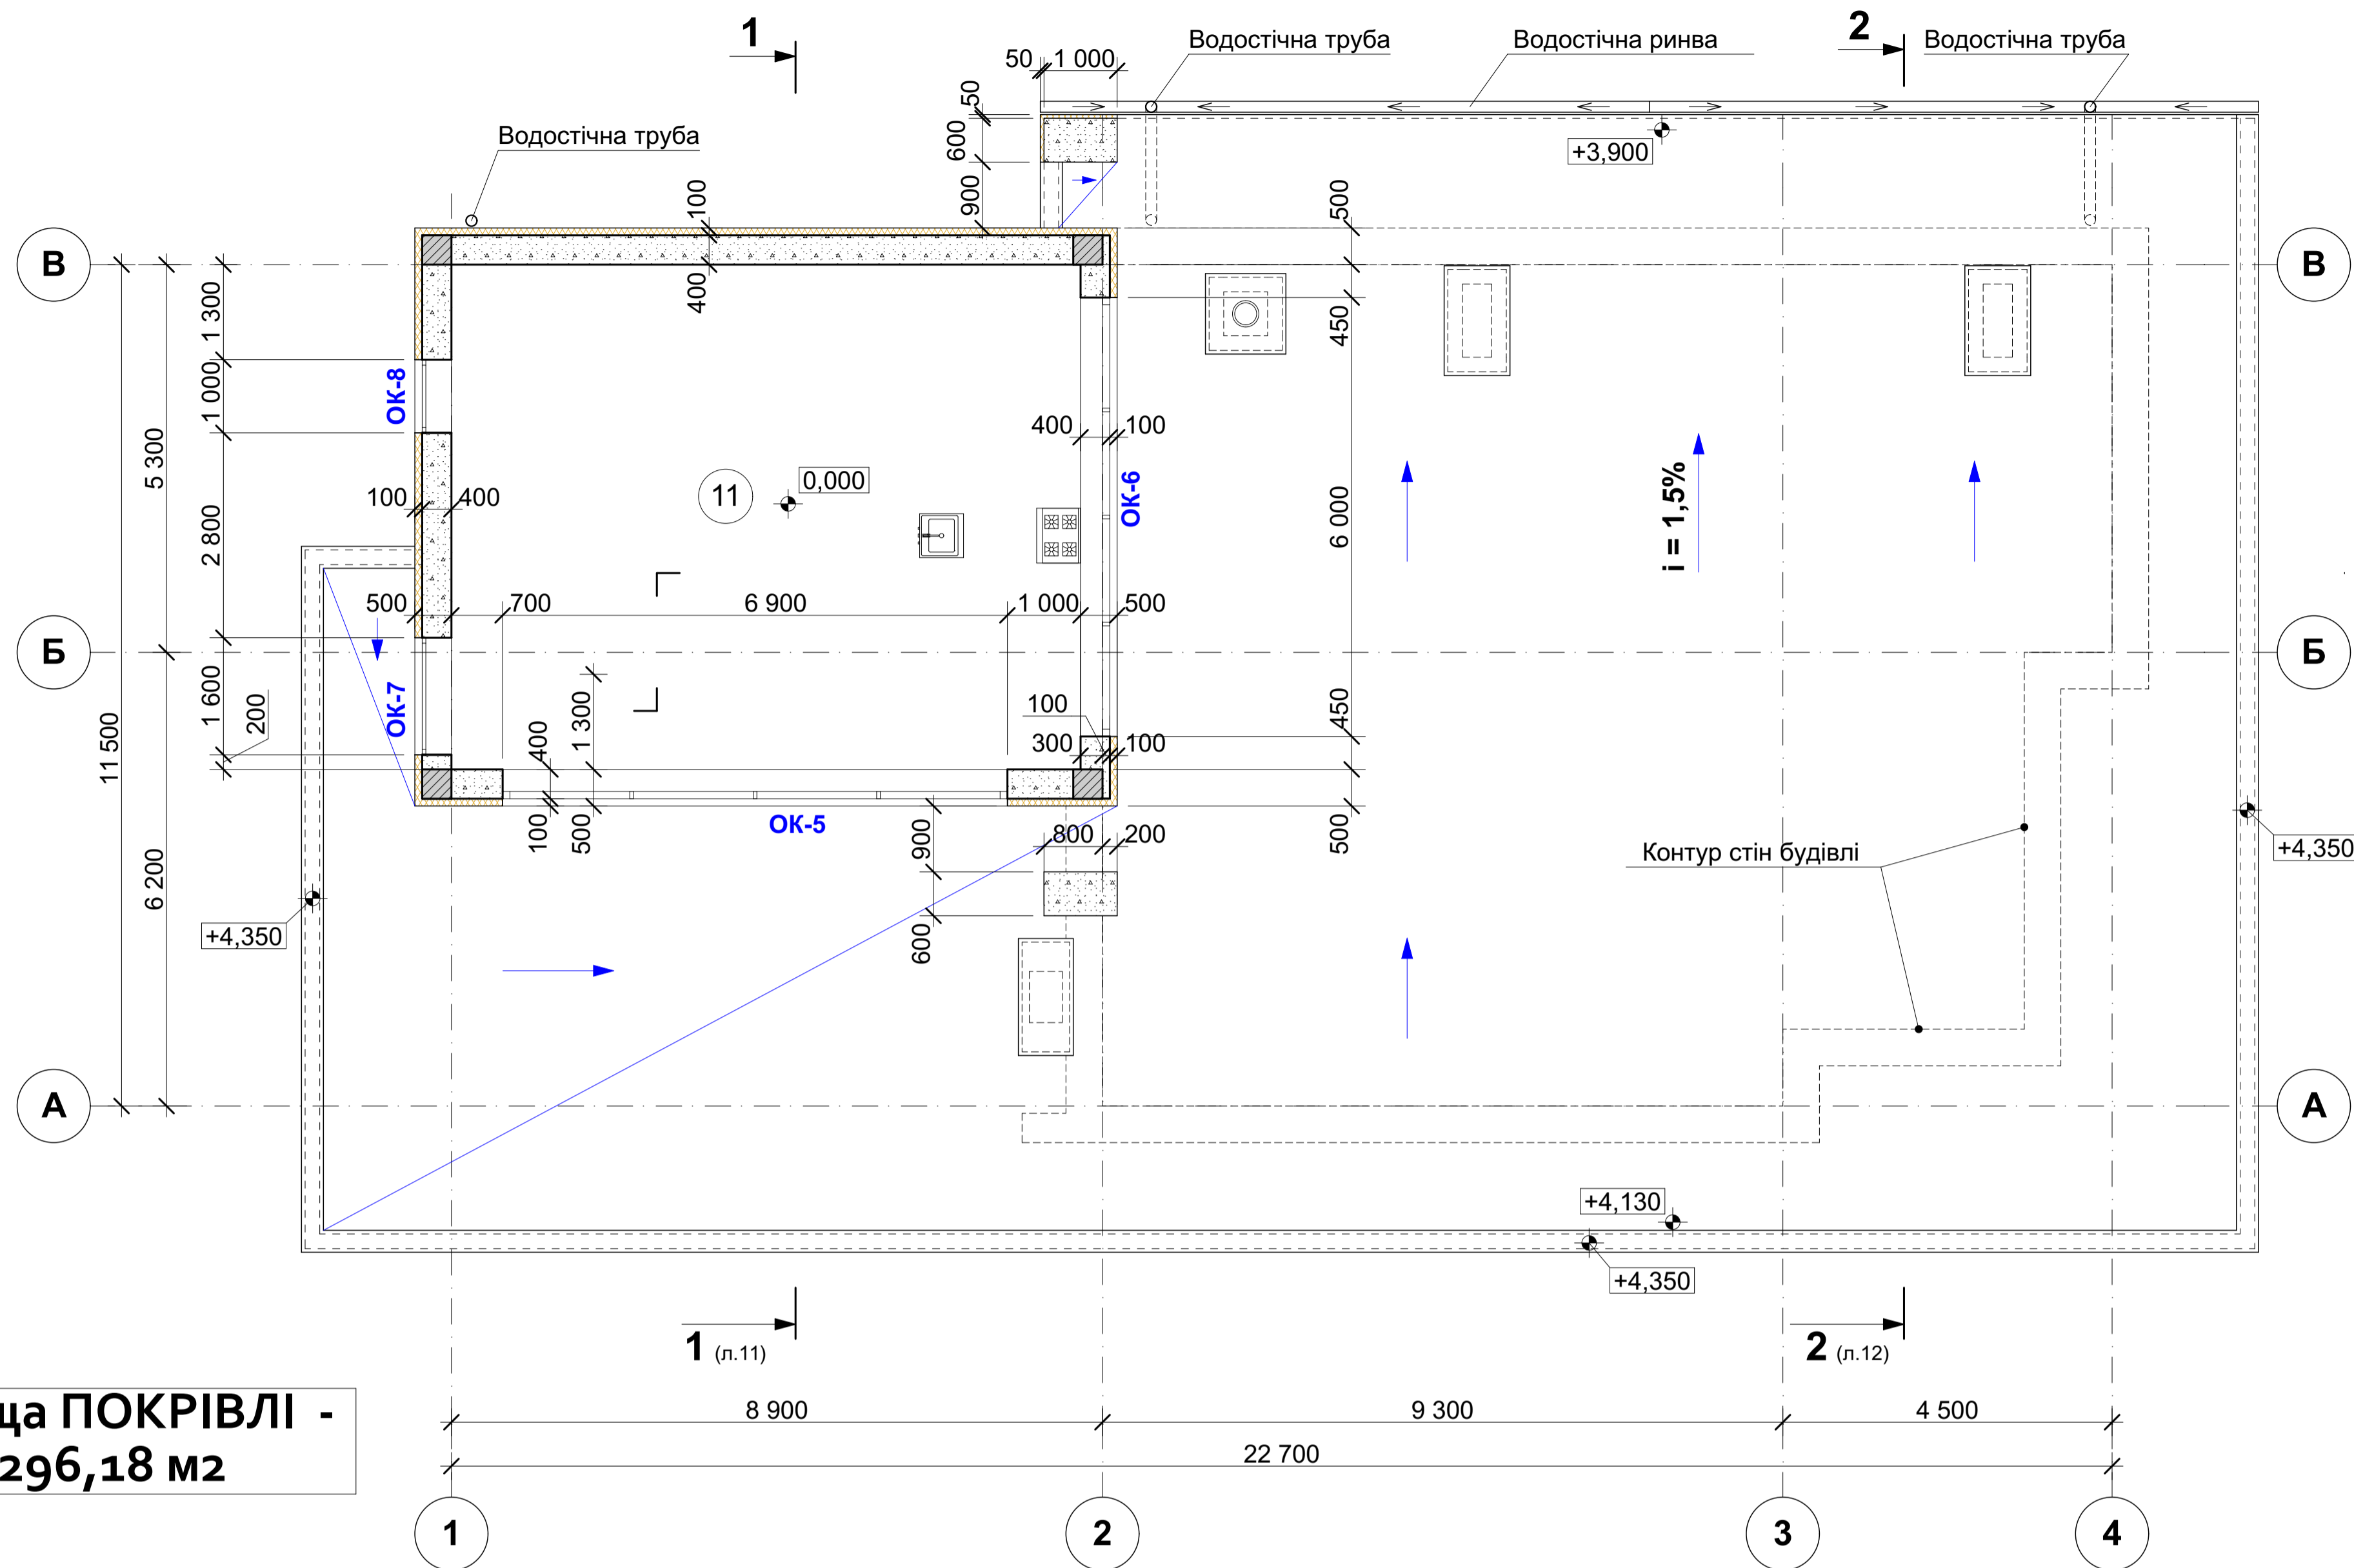 1
2
Водостічна труба
Водостічна ринва
Водостічна труба
50
1 000
50
600
900
Водостічна труба
+3,900
100
400
500
450
В
В
1 300
1 000
2 800
1 600
200
5 300
11 500
6 200
ОК-8
400
100
11
0,000
100
400
ОК-6
6 000
i = 1,5%
500
700
6 900
1 000
500
Б
Б
ОК-7
400
1 300
100
300
100
450
100
500
ОК-5
900
800
200
500
600
Контур стін будівлі
+4,350
+4,350
А
А
+4,130
+4,350
1 (л.11)
2 (л.12)
ПОКРІВЛІ -
296,18 м2
8 900
9 300
4 500
22 700
1
2
3
4